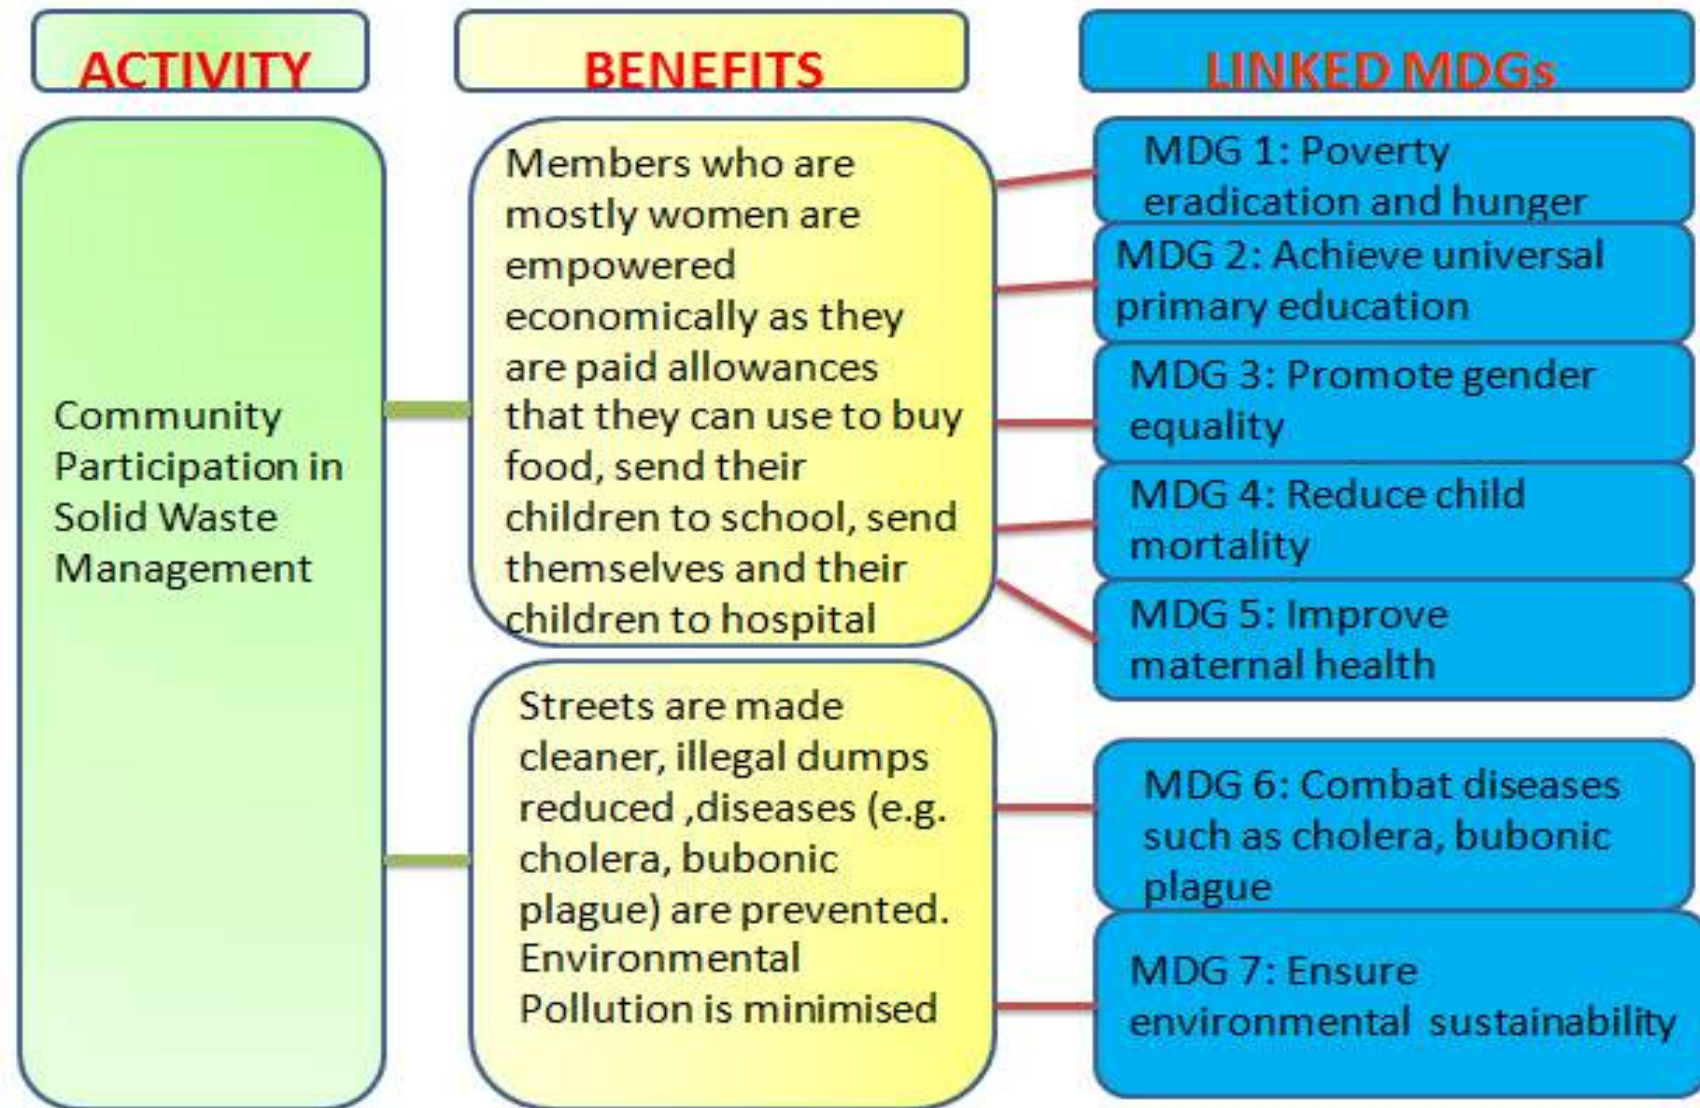 ACTIVITY
BENEFITS
LINKED MDGs
Community
Participation in
Solid Waste
Management
Members who are
mostly women are
empowered
economically as they
are paid allowances
that they can use to buy
food, send their
children to school, send
themselves and their
children to hospital
Streets are made
cleaner, illegal dumps
reduced ,diseases (e.g.
cholera, bubonic
plague) are prevented.
Environmental
Pollution is minimised
MDG 1: Poverty
eradication and hunger
MDG 2: Achieve universal
primary education
MDG 3: Promote gender
equality
MDG 4: Reduce child
mortality
MDG 5: Improve
maternal health
MDG 6: Combat diseases
such as cholera, bubonic
plague
MDG 7: Ensure
environmental sustainability